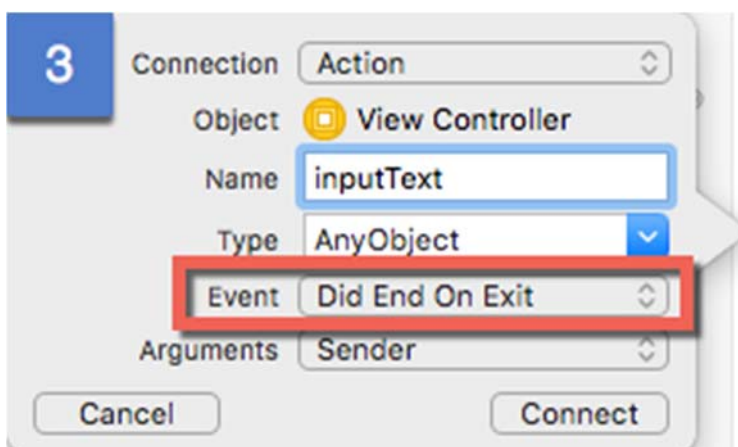 3
Connection Action
Object View Controller
Name inputText
Type AnyObject
Event Did End On Exit
Arguments Sender
Cancel Connect